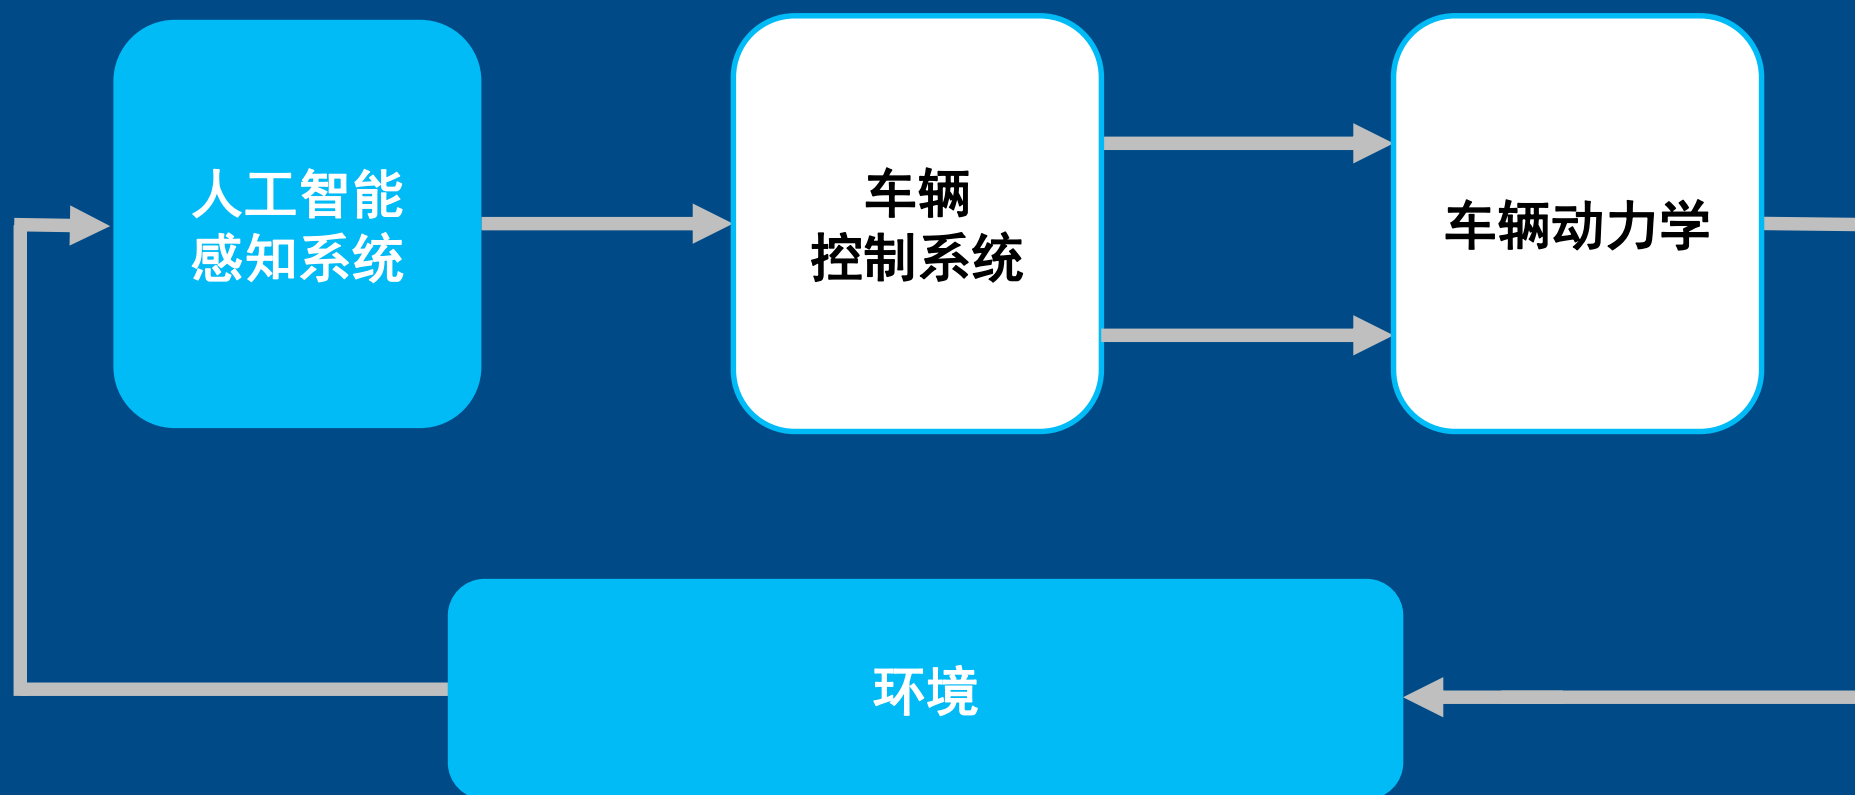 人工智能
感知系统
车辆
控制系统
车辆动力学
环境